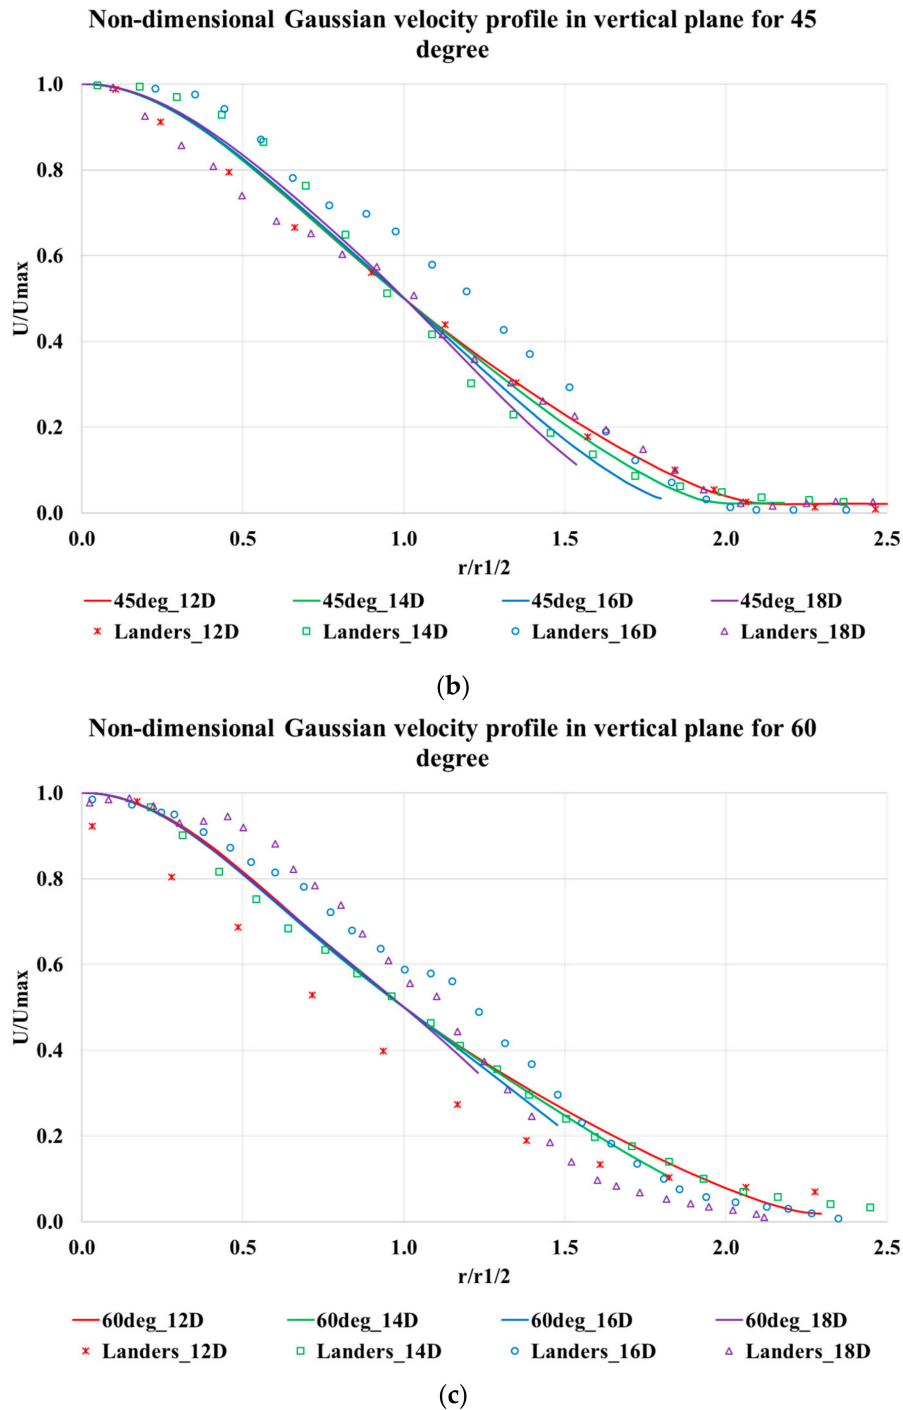 Non-dimensional Gaussian velocity profile in vertical plane for 45
degree
1.0
0.8
0.6
0.4
0.2
0.0
U/Umax
0.0 0.5 1.0 1.5 2.0 2.5
r/r1/2
45deg_12D 45deg_14D 45deg_16D 45deg_18D
Landers_12D Landers_14D Landers_16D Landers_18D
(b)
Non-dimensional Gaussian velocity profile in vertical plane for 60
degree
1.0
0.8
0.6
0.4
0.2
0.0
U/Umax
0.0 0.5 1.0 1.5 2.0 2.5
r/r1/2
60deg_12D 60deg_14D 60deg_16D 60deg_18D
Landers_12D Landers_14D Landers_16D Landers_18D
(c)